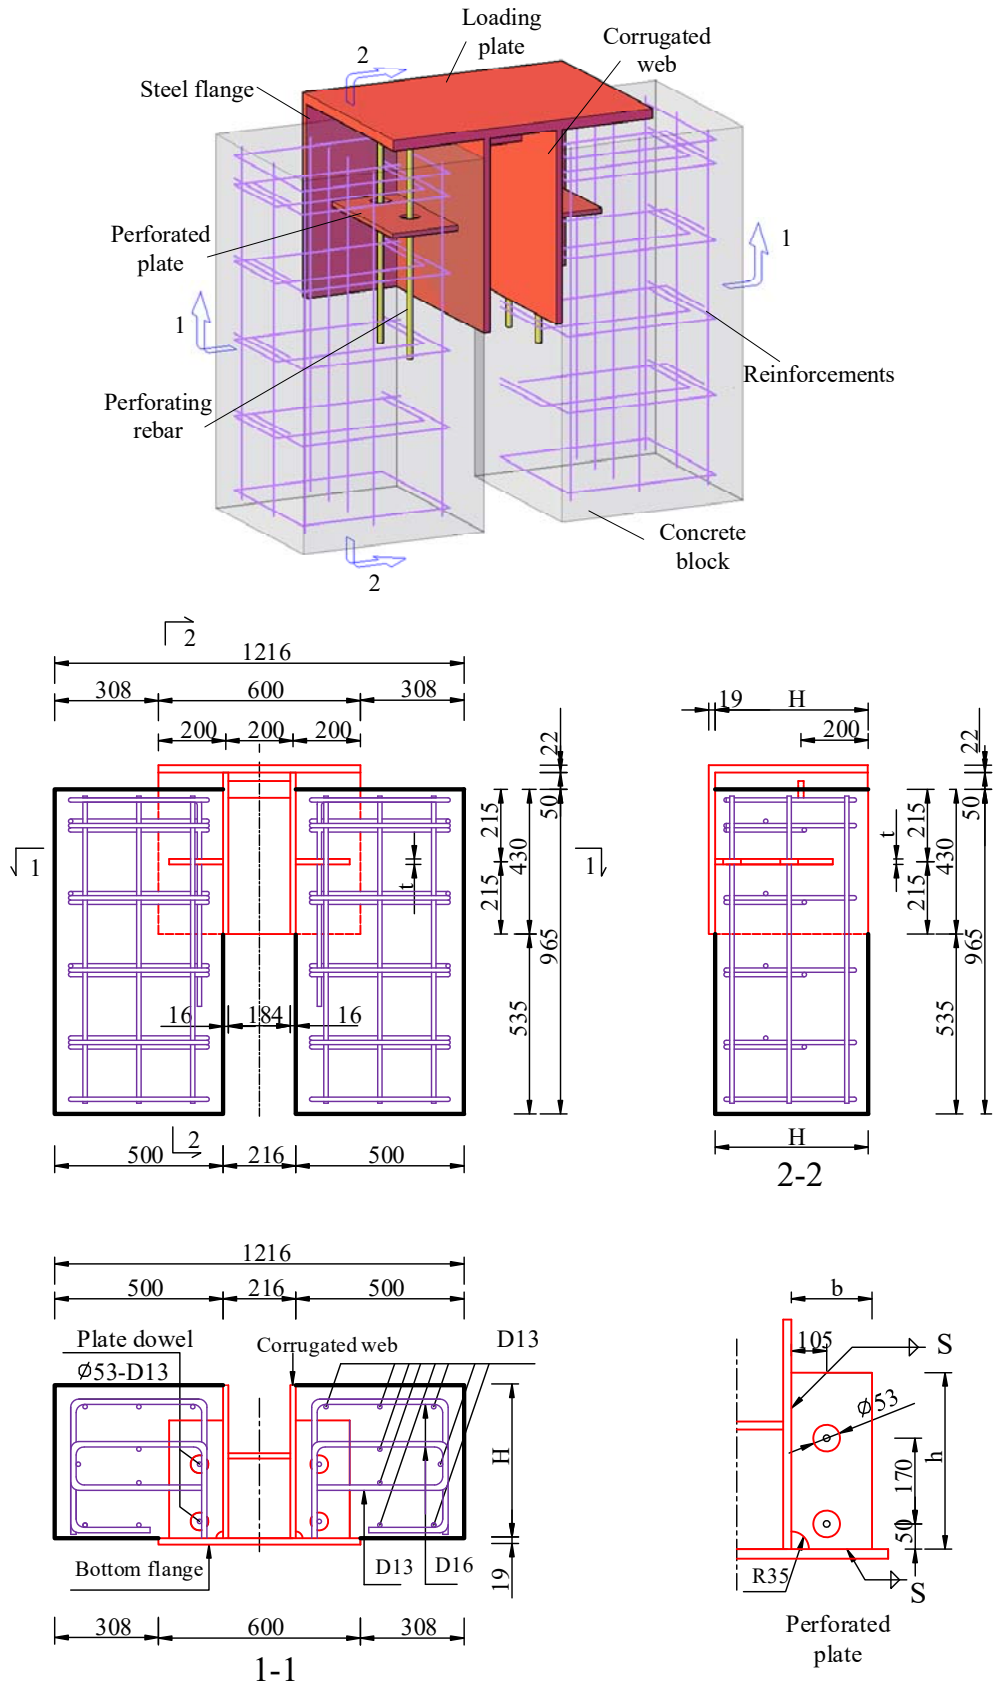 Loading
plate
Corrugated
web
2
Steel flange
Perforated
plate
1
1
Perforating
rebar
Reinforcements
Concrete
block
2
2
1216
308
600
308
200
200
200
22
50
215
430
215
965
535
t
1
1
16
184
16
2
500
216
500
19
H
200
22
50
t
215
430
215
965
535
H
2-2
1216
500
216
500
Plate dowel
Ø53-D13
Corrugated web
D13
H
Bottom flange
D13
D16
19
308
600
308
1-1
b
105
S
Ø53
170
h
50
R35
S
Perforated
plate